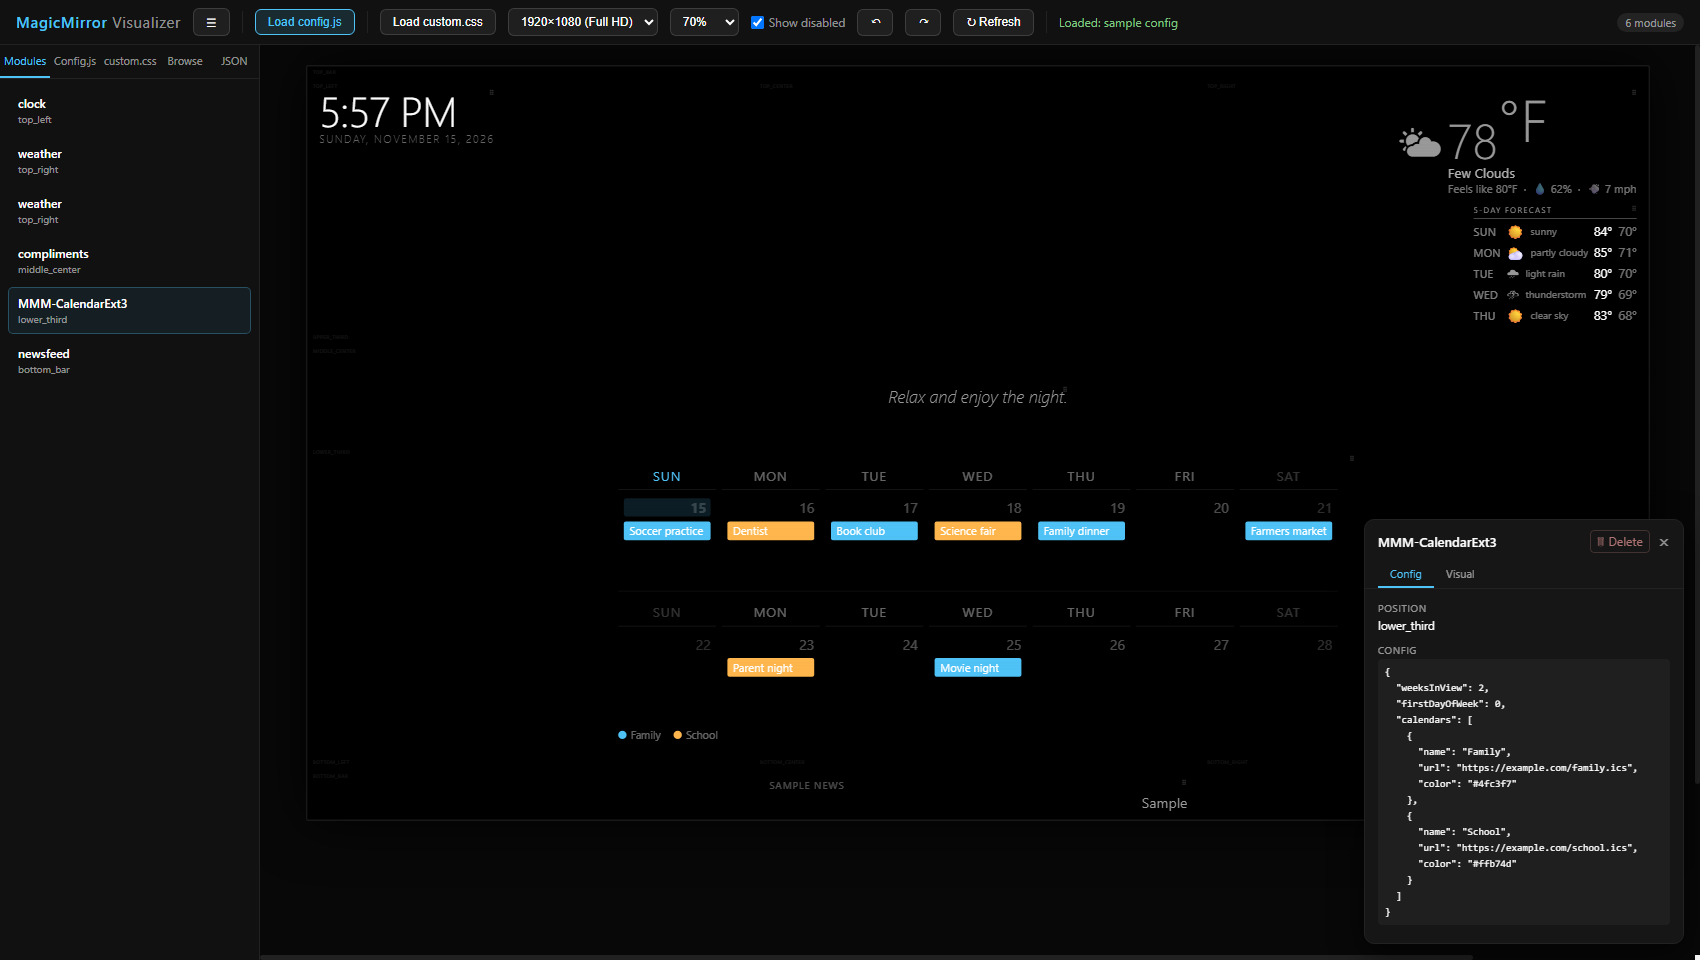 MagicMirror Visualizer
☰
Load config.js
Load custom.css
1920×1080 (Full HD)
70%
Show disabled
↶
↷
↻ Refresh
Loaded: sample config
6 modules
Modules
Config.js
custom.css
Browse
JSON
clock
top_left
weather
top_right
weather
top_right
compliments
middle_center
MMM-CalendarExt3
lower_third
newsfeed
bottom_bar
5:57 PM
SUNDAY, NOVEMBER 15, 2026
78 °F
Few Clouds
Feels like 80°F · 62% · 7 mph
5-DAY FORECAST
SUN sunny 84° 70°
MON partly cloudy 85° 71°
TUE light rain 80° 70°
WED thunderstorm 79° 69°
THU clear sky 83° 68°
Relax and enjoy the night.
SUN MON TUE WED THU FRI SAT
15 16 17 18 19 20 21
Soccer practice Dentist Book club Science fair Family dinner Farmers market
SUN MON TUE WED THU FRI SAT
22 23 24 25 26 27 28
Parent night Movie night
Family School
SAMPLE NEWS
Sample
MMM-CalendarExt3
Delete
✕
Config
Visual
POSITION
lower_third
CONFIG
{
"weeksInView": 2,
"firstDayOfWeek": 0,
"calendars": [
{
"name": "Family",
"url": "https://example.com/family.ics",
"color": "#4fc3f7"
},
{
"name": "School",
"url": "https://example.com/school.ics",
"color": "#ffb74d"
}
]
}